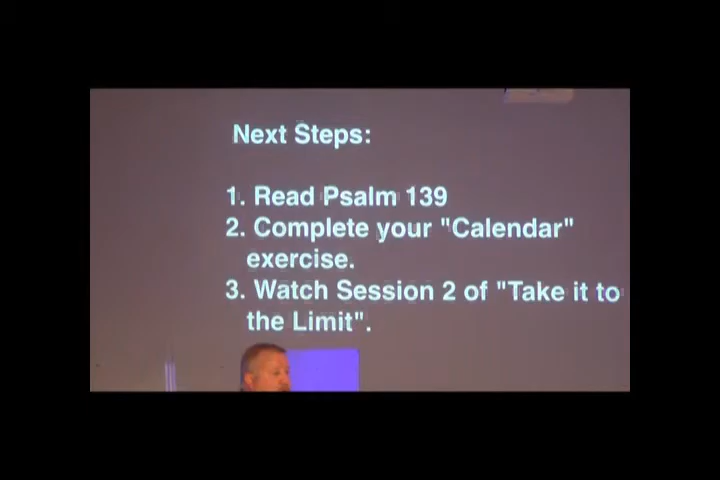 Next Steps:
1. Read Psalm 139
2. Complete your "Calendar"
exercise.
3. Watch Session 2 of "Take it to
the Limit".